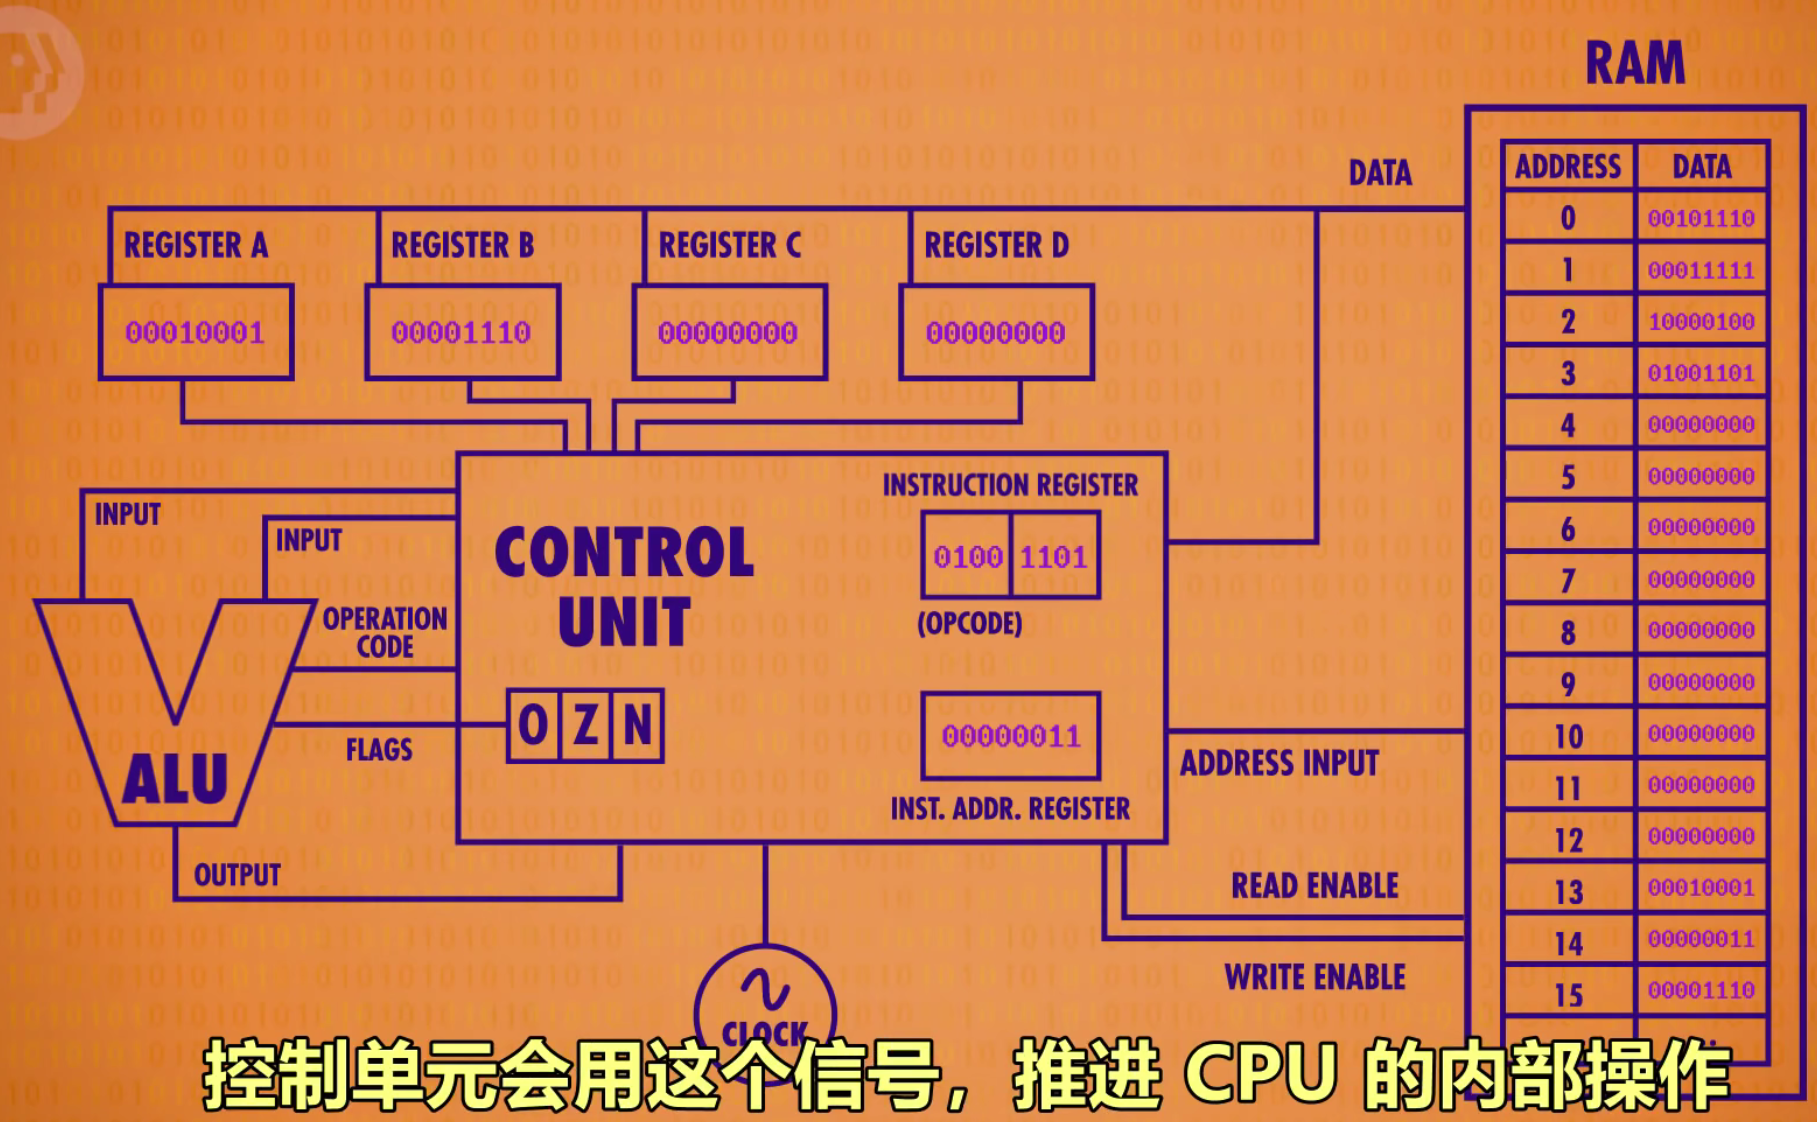 RAM
DATA
ADDRESS DATA
0 00101110
1 00011111
2 10000100
3 01001101
4 00000000
5 00000000
6 00000000
7 00000000
8 00000000
9 00000000
10 00000000
11 00000000
12 00000000
13 00010001
14 00000011
15 00001110
REGISTER A
00010001
REGISTER B
00001110
REGISTER C
00000000
REGISTER D
00000000
INPUT
INPUT
OPERATION
CODE
FLAGS
ALU
OUTPUT
CONTROL
UNIT
O Z N
INSTRUCTION REGISTER
0100 1101
(OPCODE)
00000011
INST. ADDR. REGISTER
ADDRESS INPUT
READ ENABLE
WRITE ENABLE
CLOCK
控制单元会用这个信号，推进 CPU 的内部操作